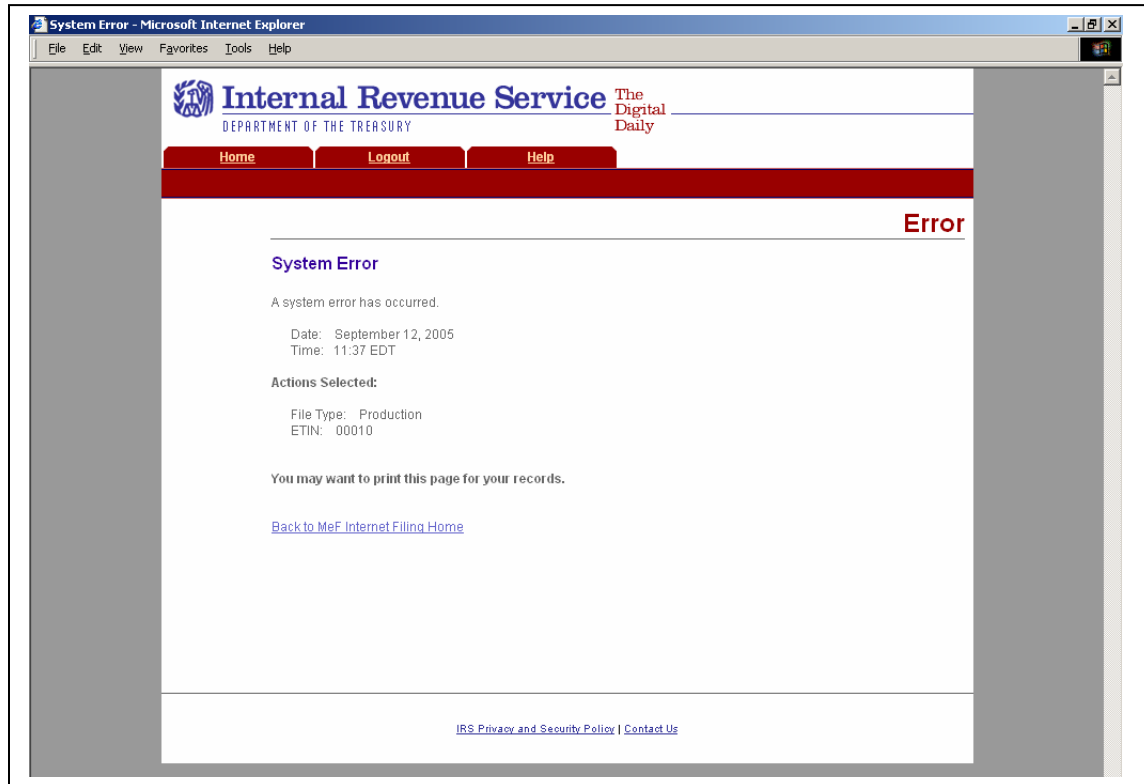 System Error - Microsoft Internet Explorer
File Edit View Favorites Tools Help
Internal Revenue Service
DEPARTMENT OF THE TREASURY
The
Digital
Daily
Home Logout Help
Error
System Error
A system error has occurred.
Date: September 12, 2005
Time: 11:37 EDT
Actions Selected:
File Type: Production
ETIN: 00010
You may want to print this page for your records.
Back to MeF Internet Filing Home
IRS Privacy and Security Policy | Contact Us